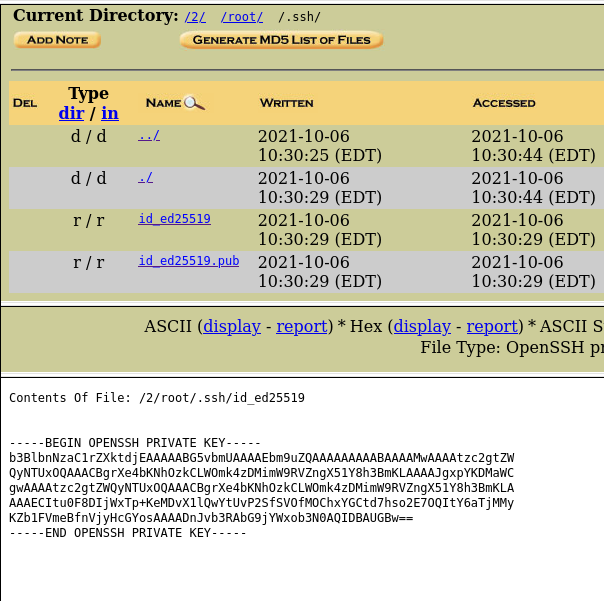 Current Directory: /2/ /root/ /.ssh/
ADD NOTE GENERATE MD5 LIST OF FILES
DEL Type dir / in NAME WRITTEN ACCESSED
d / d ../ 2021-10-06 10:30:25 (EDT) 2021-10-06 10:30:44 (EDT)
d / d ./ 2021-10-06 10:30:29 (EDT) 2021-10-06 10:30:44 (EDT)
r / r id_ed25519 2021-10-06 10:30:29 (EDT) 2021-10-06 10:30:29 (EDT)
r / r id_ed25519.pub 2021-10-06 10:30:29 (EDT) 2021-10-06 10:30:29 (EDT)
ASCII (display - report) * Hex (display - report) * ASCII S
File Type: OpenSSH pr
Contents Of File: /2/root/.ssh/id_ed25519
-----BEGIN OPENSSH PRIVATE KEY-----
b3BlbnNzaC1rZXktdjEAAAAABG5vbmUAAAAEbm9uZQAAAAAAAAABAAAAMwAAAAtzc2gtZW
QyNTUxOQAAACBgrXe4bKNhOzkCLWOmk4zDMimW9RVZngX51Y8h3BmKLAAAAJgxpYKDMaWC
gwAAAAtzc2gtZWQyNTUxOQAAACBgrXe4bKNhOzkCLWOmk4zDMimW9RVZngX51Y8h3BmKLA
AAAECItu0F8DIjWxTp+KeMDvX1lQwYtUvP2SfSVOfMOChxYGCtd7hso2E7OQItY6aTjMMy
KZb1FVmeBfnVjyHcGYosAAAADnJvb3RAbG9jYWxob3N0AQIDBAUGBw==
-----END OPENSSH PRIVATE KEY-----